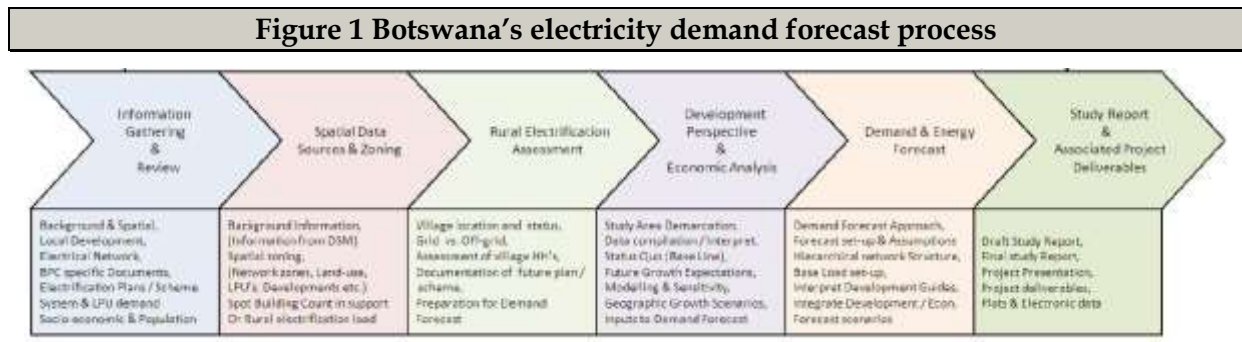 Figure 1 Botswana's electricity demand forecast process
Information
Gathering
&
Review
Spatial Data
Sources & Zoning
Rural Electrification
Assessment
Development
Perspective
&
Economic Analysis
Demand & Energy
Forecast
Study Report
&
Associated Project
Deliverables
Background & Spatial,
Local Development,
Electrical Network,
BPC specific Documents,
Electrification Plans / Scheme
System & LPU demand
Socio-economic & Population
Background Information,
(Information from DSM)
Spatial zoning,
(Network zones, Land-use,
LPU's, Developments etc.)
Spot Building Count in support
Or Rural electrification load
Village location and status,
Grid vs. Off-grid,
Assessment of village HH's,
Documentation of future plan /
scheme,
Preparation for Demand
Forecast
Study Area Demarcation,
Data compilation / Interpret,
Status Quo (Base Line),
Future Growth Expectations,
Modelling & Sensitivity,
Geographic Growth Scenarios,
Inputs to Demand Forecast
Demand Forecast Approach,
Forecast set-up & Assumptions
Hierarchical network Structure,
Base Load set-up,
Interpret Development Guides,
Integrate Development / Econ.
Forecast scenarios
Draft Study Report,
Final study Report,
Project Presentation,
Project deliverables,
Plots & Electronic data